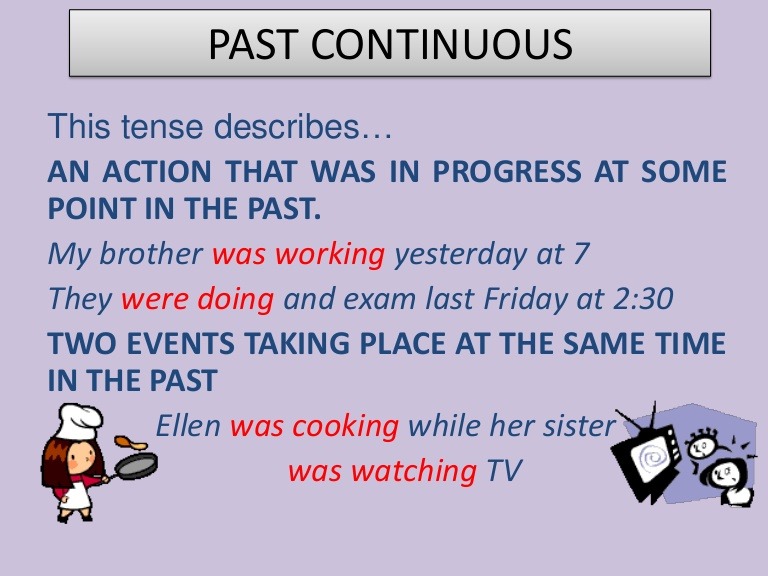 PAST CONTINUOUS
This tense describes…
AN ACTION THAT WAS IN PROGRESS AT SOME
POINT IN THE PAST.
My brother was working yesterday at 7
They were doing and exam last Friday at 2:30
TWO EVENTS TAKING PLACE AT THE SAME TIME
IN THE PAST
Ellen was cooking while her sister
was watching TV